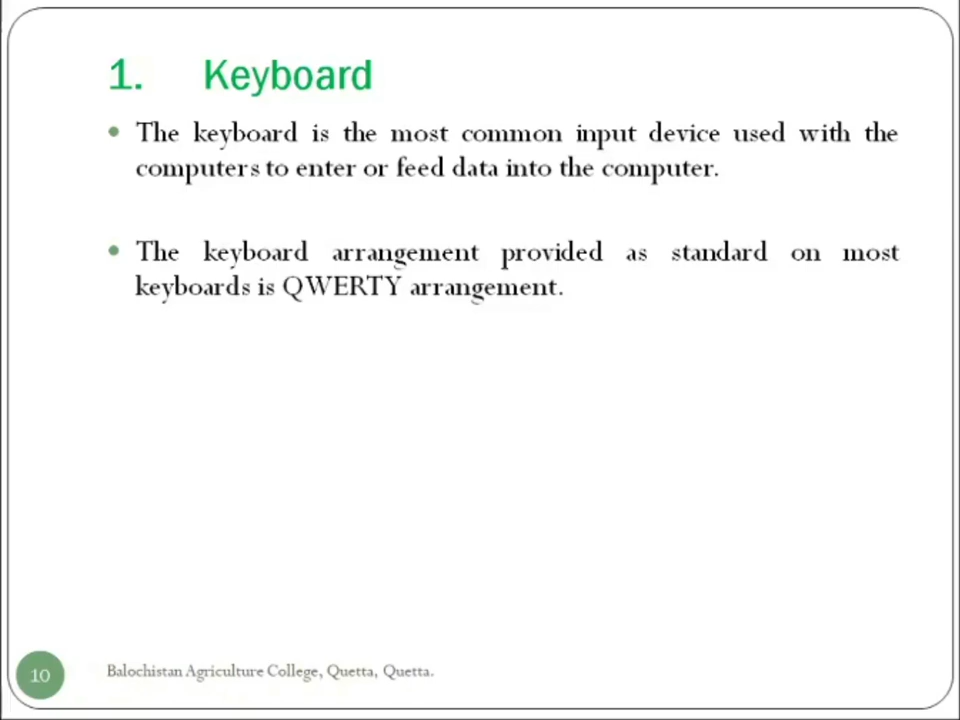 1. Keyboard
The keyboard is the most common input device used with the
computers to enter or feed data into the computer.
The keyboard arrangement provided as standard on most
keyboards is QWERTY arrangement.
10 Balochistan Agriculture College, Quetta, Quetta.